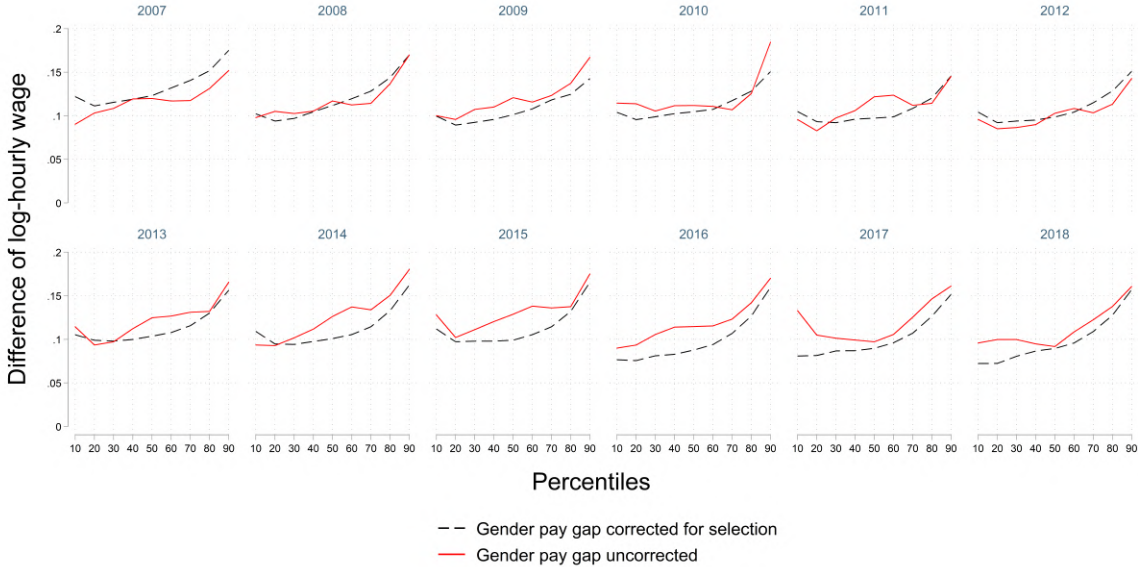 2007 2008 2009 2010 2011 2012
Difference of log-hourly wage
.2
.15
.1
.05
0
2013 2014 2015 2016 2017 2018
.2
.15
.1
.05
0
10 20 30 40 50 60 70 80 90 10 20 30 40 50 60 70 80 90 10 20 30 40 50 60 70 80 90 10 20 30 40 50 60 70 80 90 10 20 30 40 50 60 70 80 90 10 20 30 40 50 60 70 80 90
Percentiles
Gender pay gap corrected for selection
Gender pay gap uncorrected